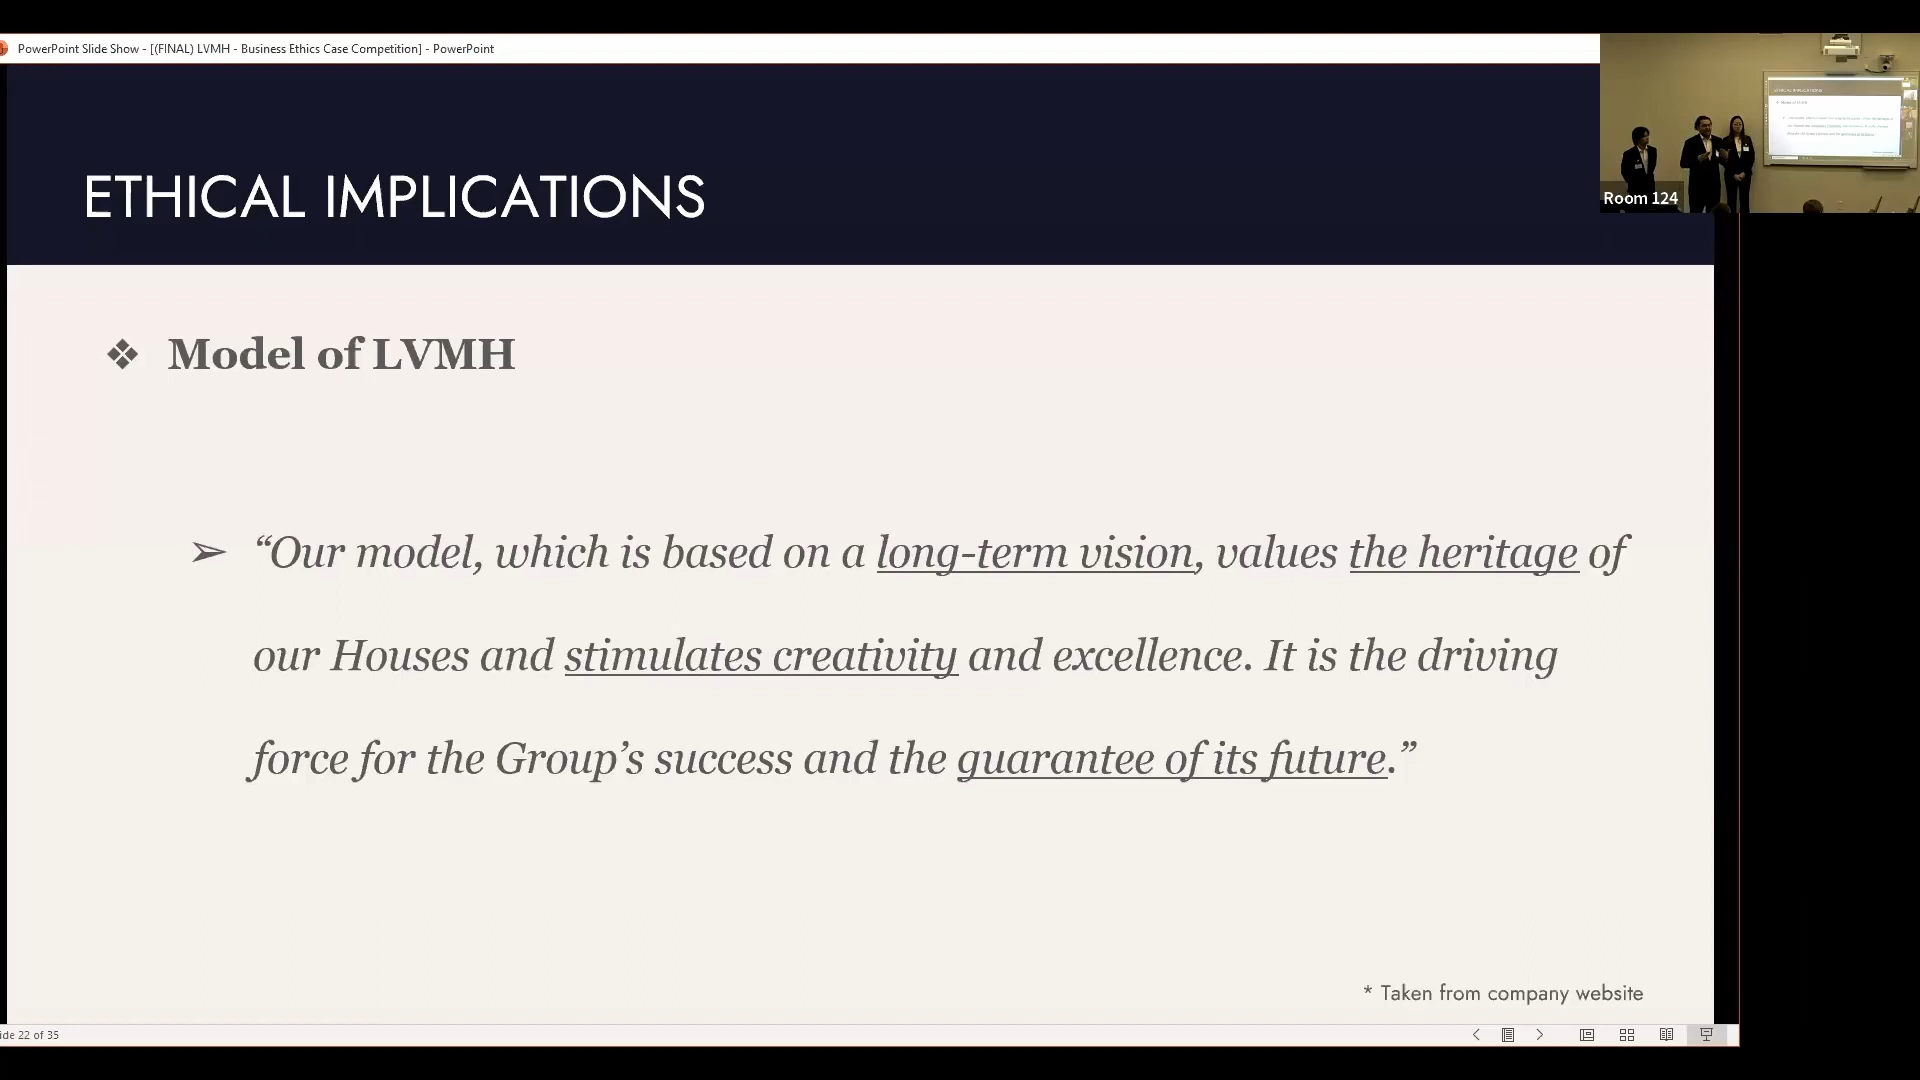 PowerPoint Slide Show - [(FINAL) LVMH - Business Ethics Case Competition] - PowerPoint
ETHICAL IMPLICATIONS
Room 124
❖ Model of LVMH
➢ “Our model, which is based on a long-term vision, values the heritage of
our Houses and stimulates creativity and excellence. It is the driving
force for the Group’s success and the guarantee of its future.”
* Taken from company website
ide 22 of 35